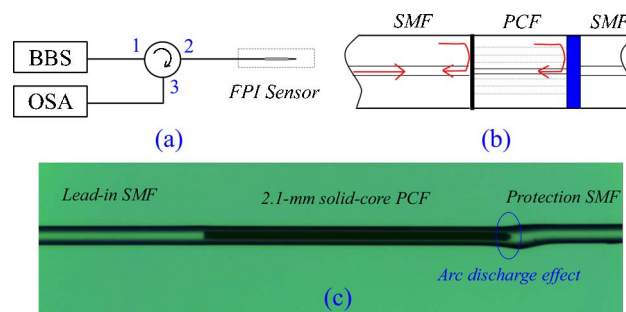 BBS
1
2
3
OSA
FPI Sensor
(a)
SMF PCF SMF
(b)
Lead-in SMF 2.1-mm solid-core PCF Protection SMF
Arc discharge effect
(c)